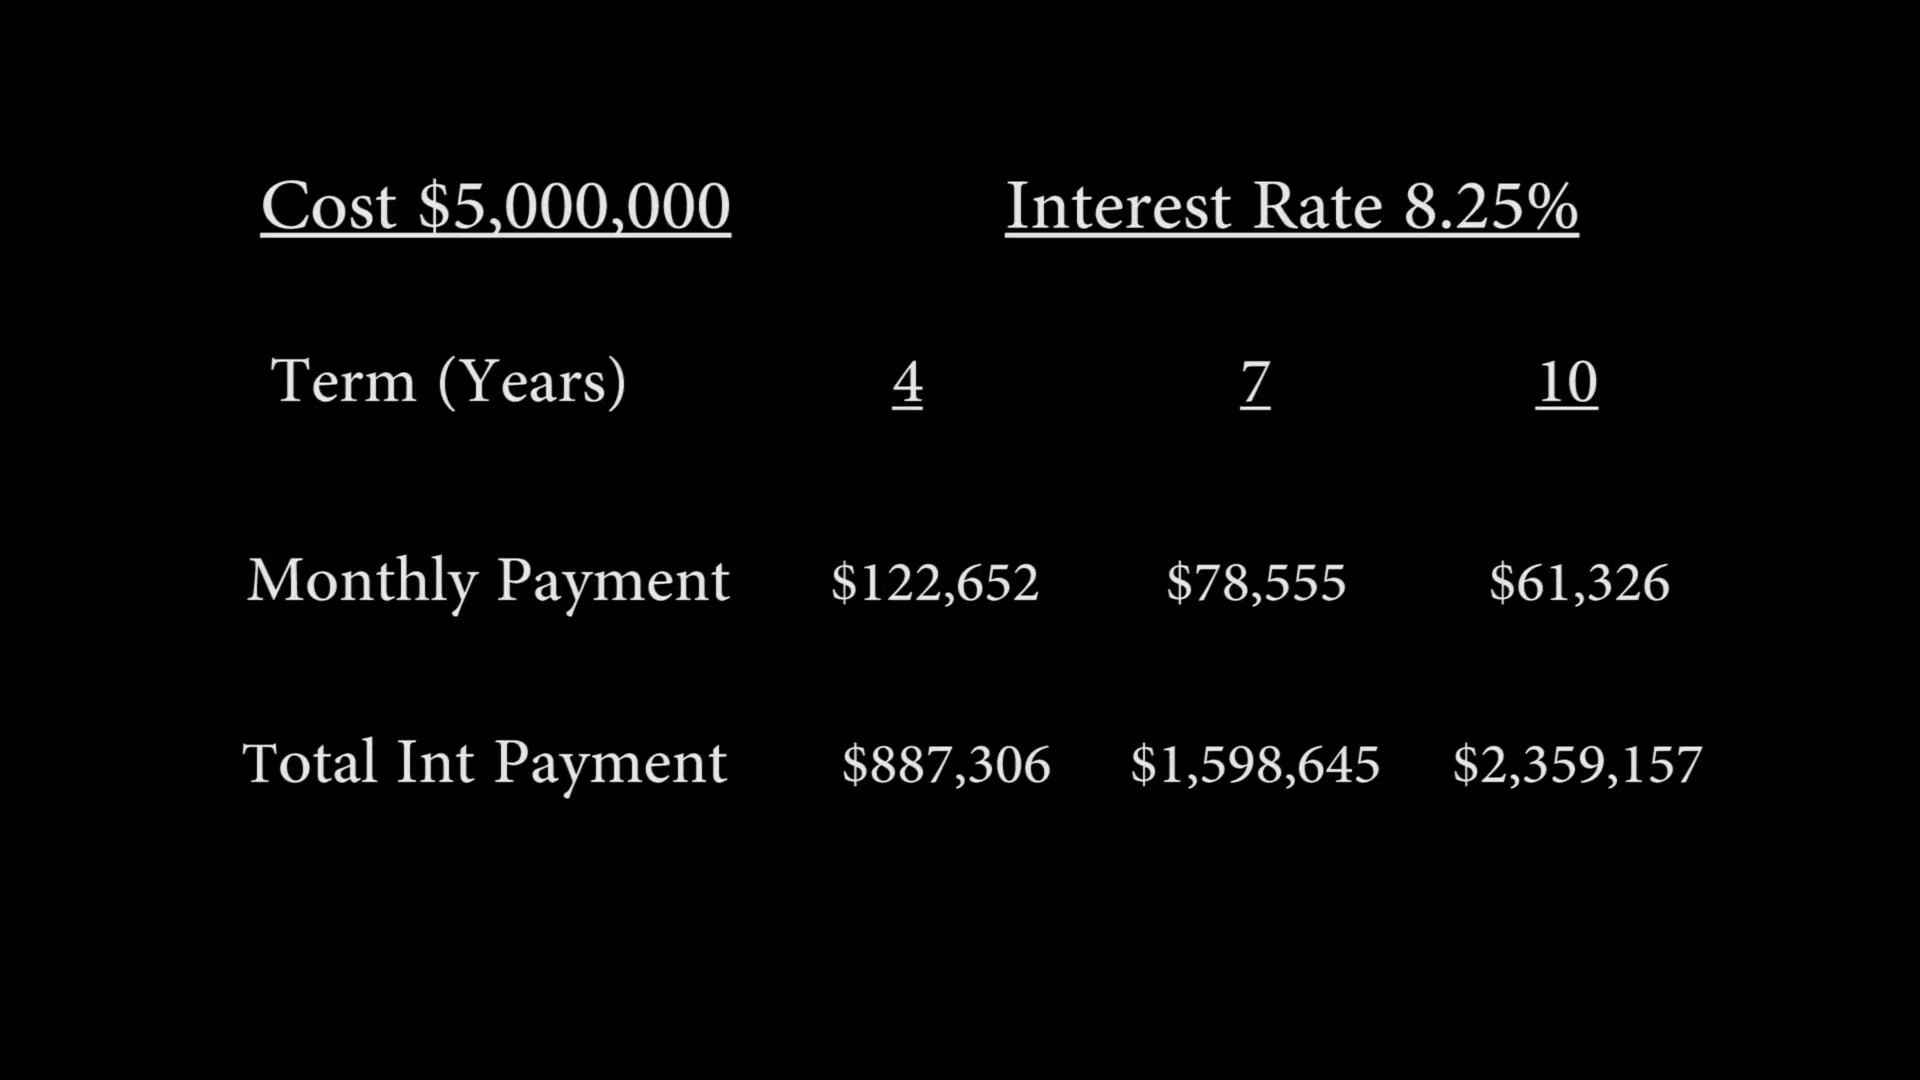 Cost $5,000,000 Interest Rate 8.25%
Term (Years) 4 7 10
Monthly Payment $122,652 $78,555 $61,326
Total Int Payment $887,306 $1,598,645 $2,359,157